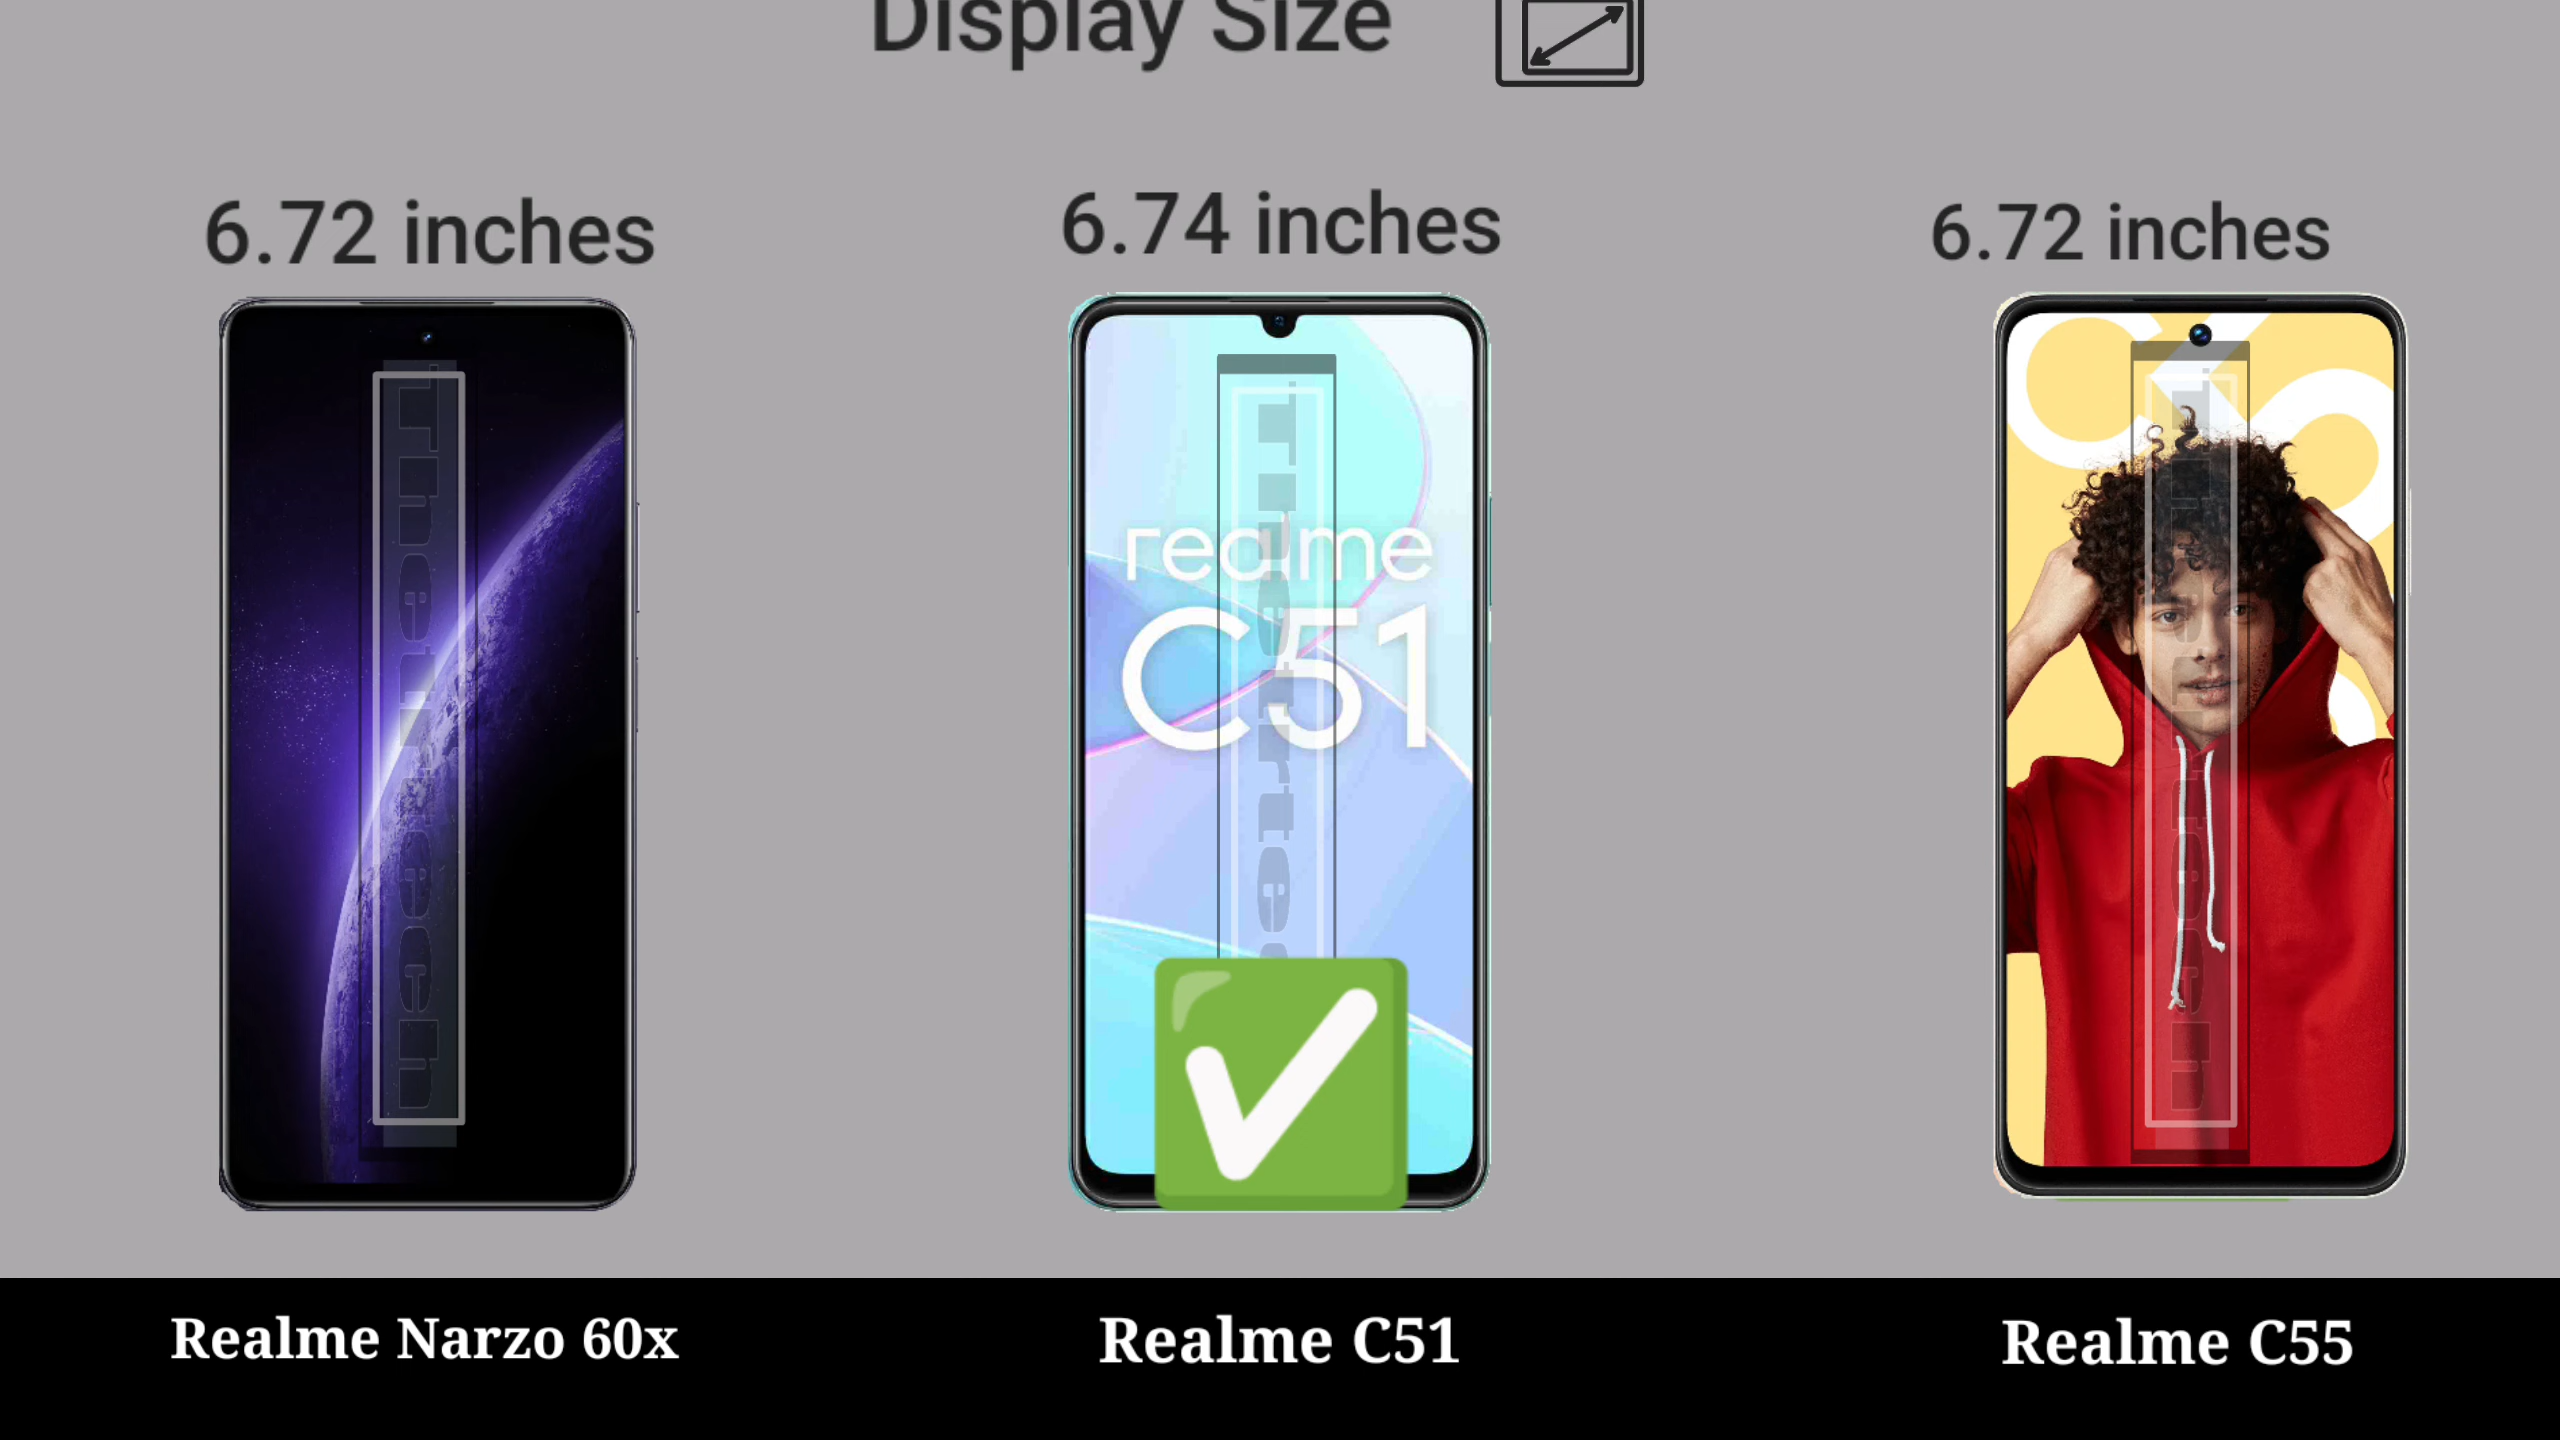 Display Size
6.72 inches
6.74 inches
6.72 inches
Thetrrtech
realme
C51
Realme Narzo 60x
Realme C51
Realme C55